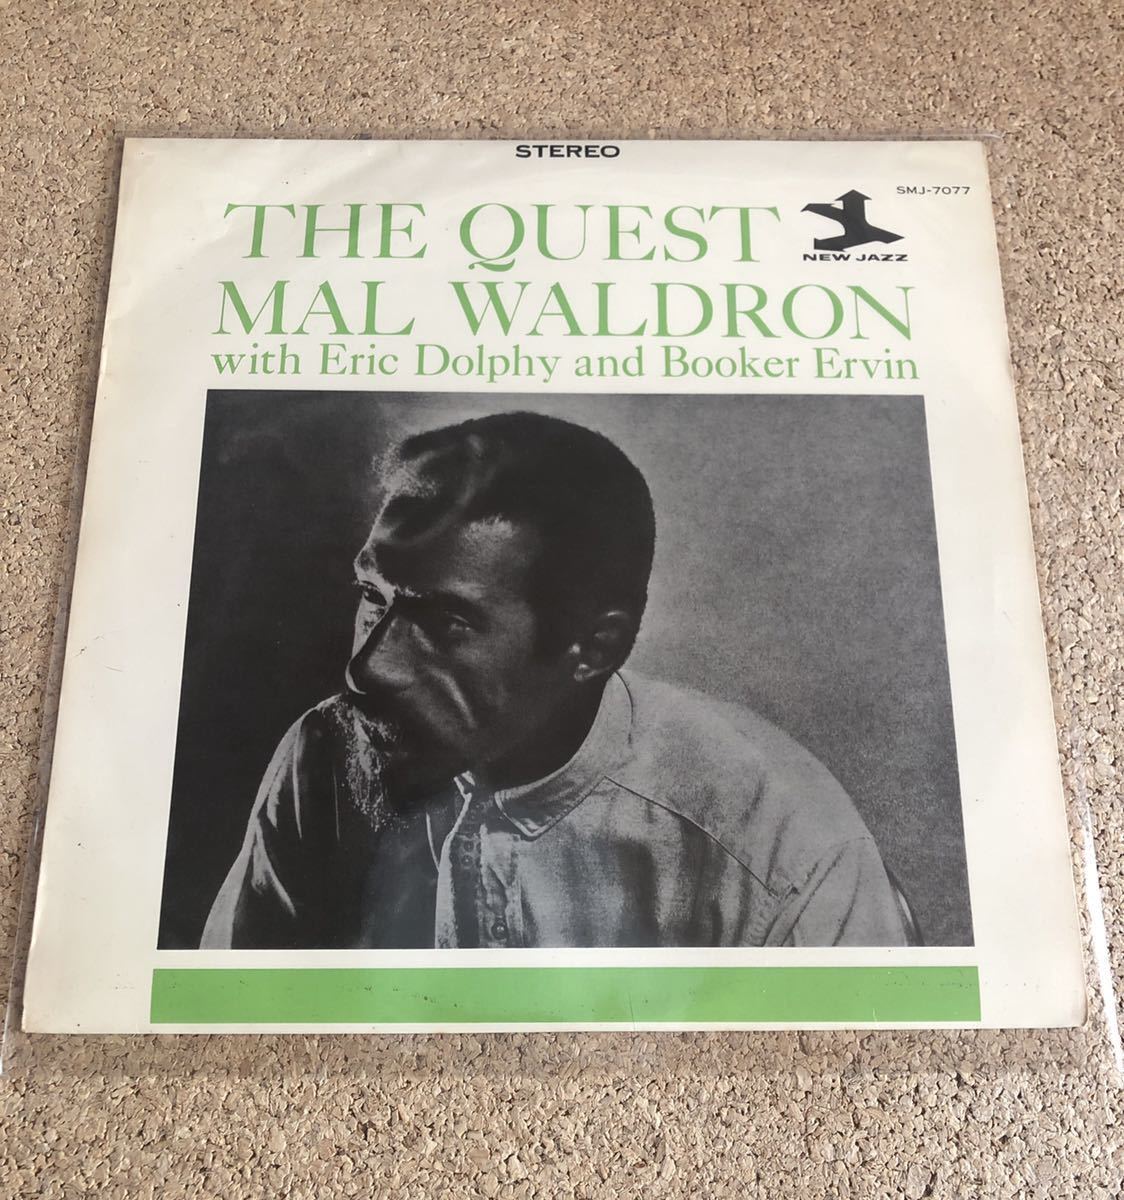 STEREO
SMJ-7077
THE QUEST
NEW JAZZ
MAL WALDRON
with Eric Dolphy and Booker Ervin